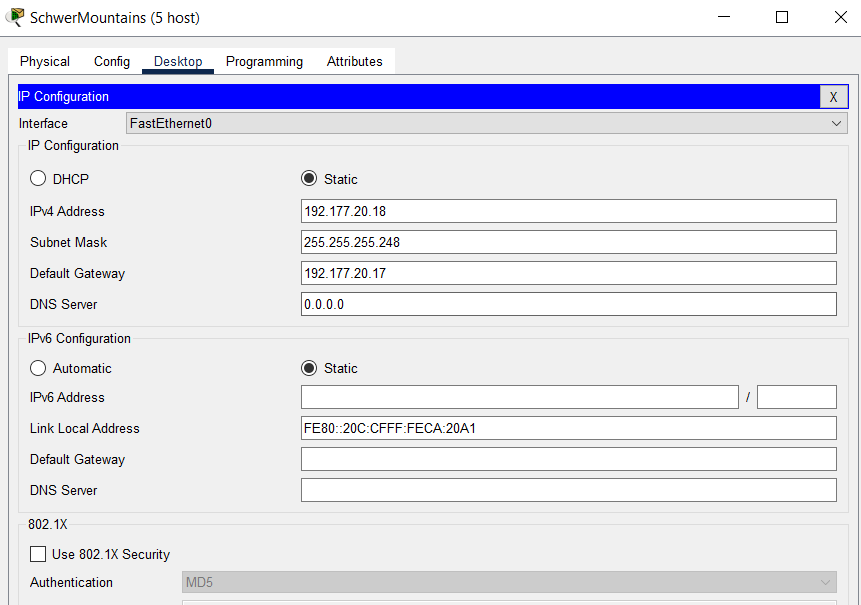 SchwerMountains (5 host)
Physical Config Desktop Programming Attributes
IP Configuration X
Interface FastEthernet0
IP Configuration
DHCP Static
IPv4 Address 192.177.20.18
Subnet Mask 255.255.255.248
Default Gateway 192.177.20.17
DNS Server 0.0.0.0
IPv6 Configuration
Automatic Static
IPv6 Address /
Link Local Address FE80::20C:CFFF:FECA:20A1
Default Gateway
DNS Server
802.1X
Use 802.1X Security
Authentication MD5